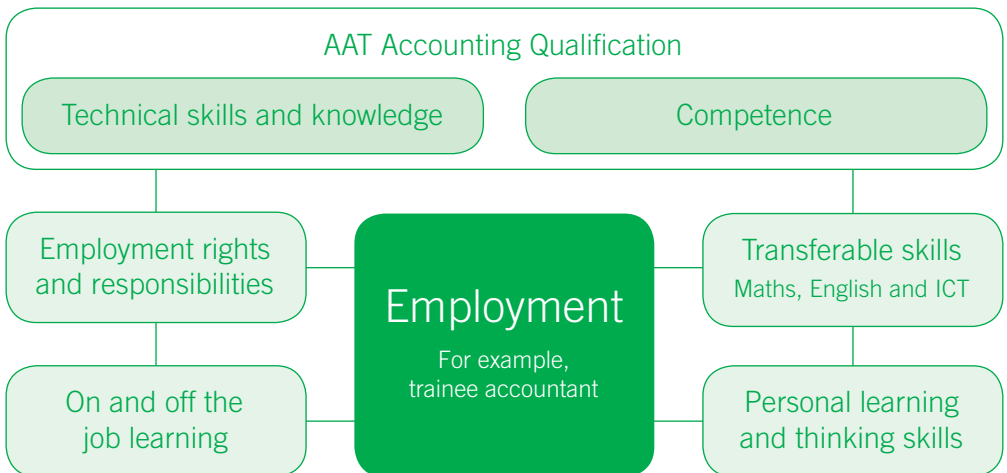 AAT Accounting Qualification
Technical skills and knowledge
Competence
Employment rights
and responsibilities
Employment
For example,
trainee accountant
Transferable skills
Maths, English and ICT
On and off the
job learning
Personal learning
and thinking skills